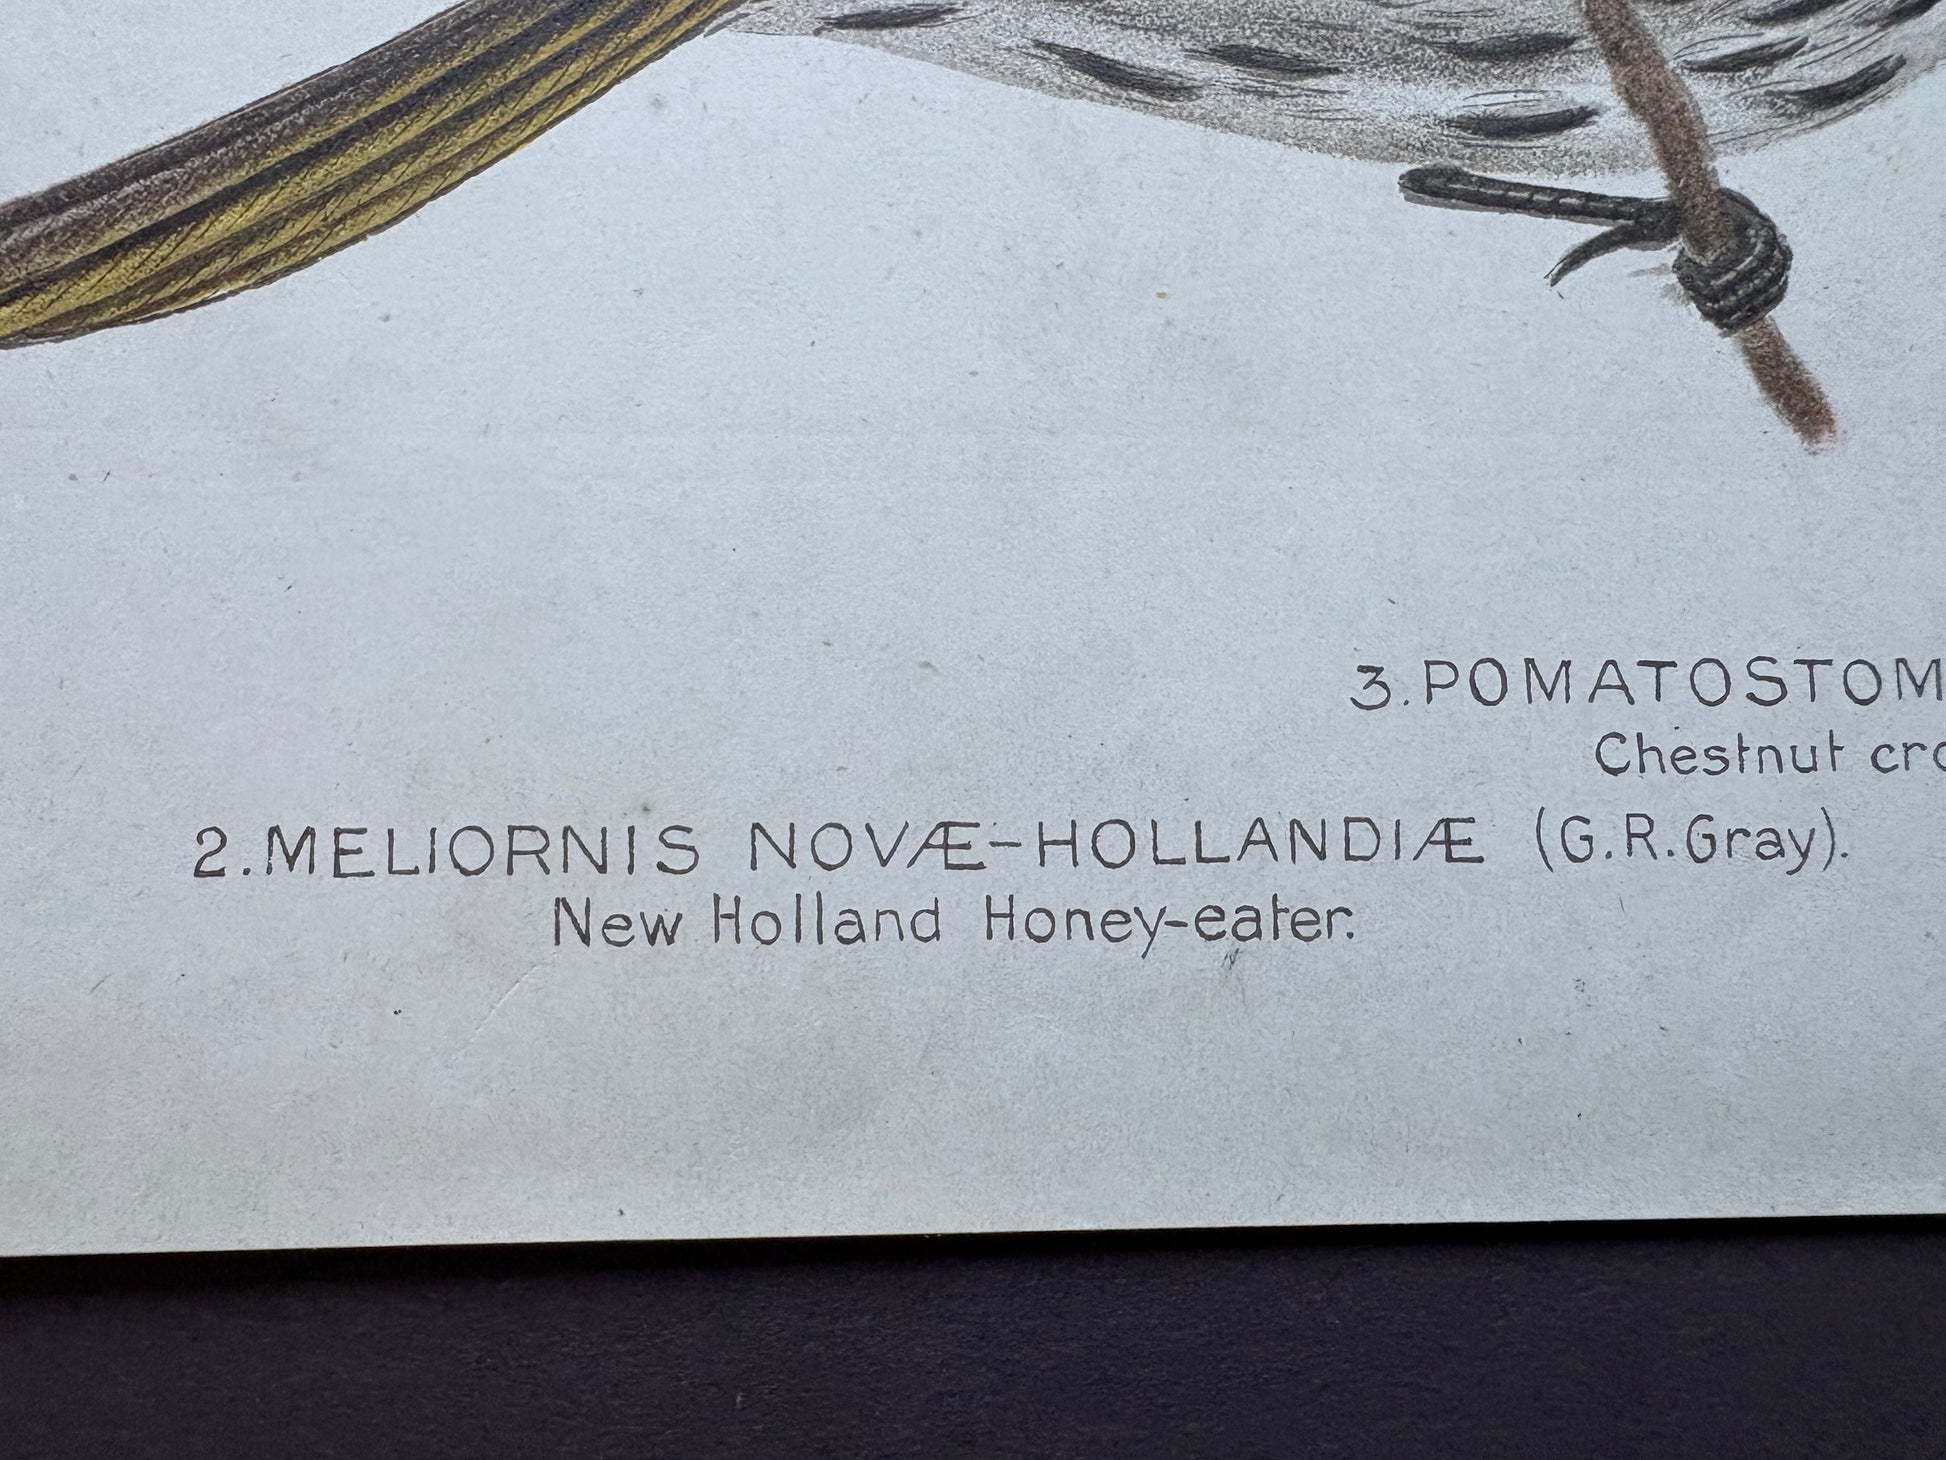 3. POMATOSTOM
Chestnut cro
2. MELIORNIS NOVÆ-HOLLANDIÆ (G.R.Gray).
New Holland Honey-eater.